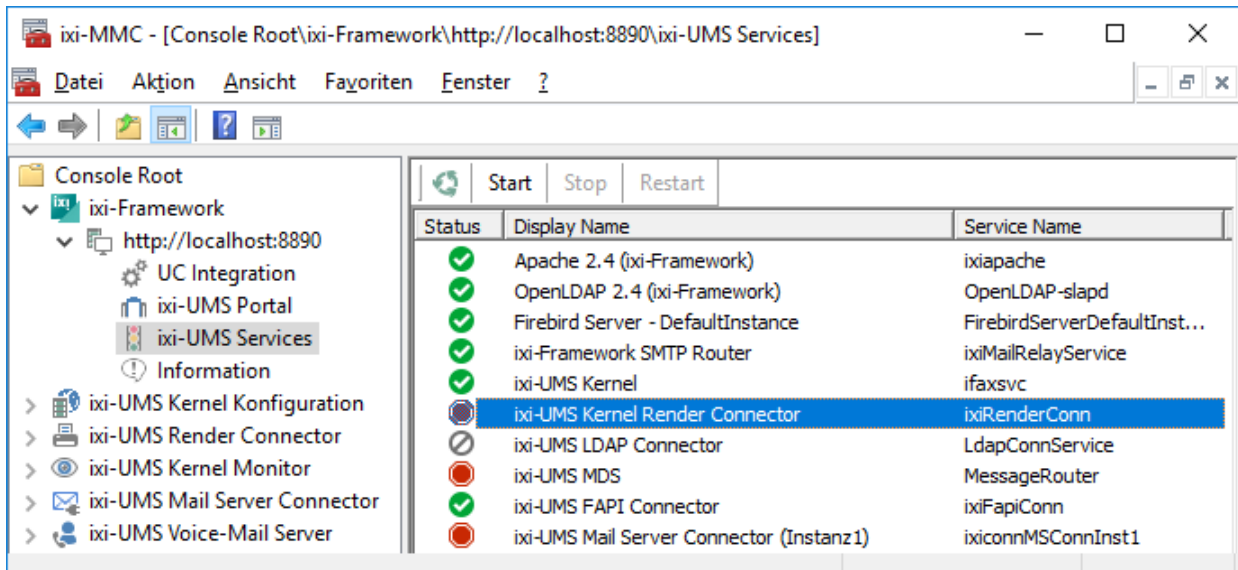 ixi-MMC - [Console Root\ixi-Framework\http://localhost:8890\ixi-UMS Services]
Datei Aktion Ansicht Favoriten Fenster ?
Console Root
ixi-Framework
http://localhost:8890
UC Integration
ixi-UMS Portal
ixi-UMS Services
Information
ixi-UMS Kernel Konfiguration
ixi-UMS Render Connector
ixi-UMS Kernel Monitor
ixi-UMS Mail Server Connector
ixi-UMS Voice-Mail Server
Start Stop Restart
Status Display Name Service Name
Apache 2.4 (ixi-Framework) ixiapache
OpenLDAP 2.4 (ixi-Framework) OpenLDAP-slapd
Firebird Server - DefaultInstance FirebirdServerDefaultInst...
ixi-Framework SMTP Router ixiMailRelayService
ixi-UMS Kernel ifaxsvc
ixi-UMS Kernel Render Connector ixiRenderConn
ixi-UMS LDAP Connector LdapConnService
ixi-UMS MDS MessageRouter
ixi-UMS FAPI Connector ixiFapiConn
ixi-UMS Mail Server Connector (Instanz1) ixiconnMSConnInst1